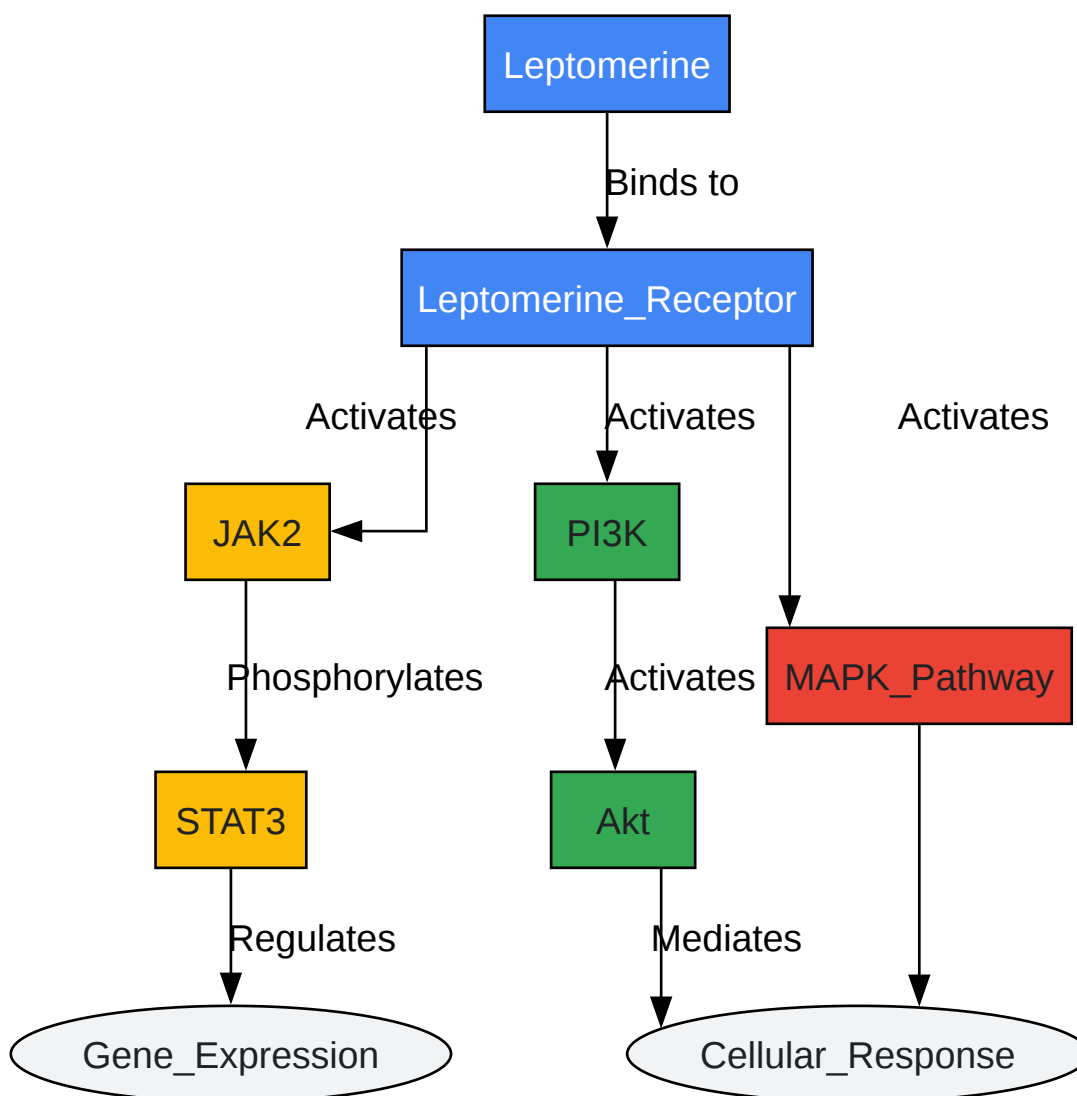 Leptomerine
Binds to
Leptomerine_Receptor
Activates
Activates
Activates
JAK2
PI3K
Phosphorylates
Activates
MAPK_Pathway
STAT3
Akt
Regulates
Mediates
Gene_Expression
Cellular_Response